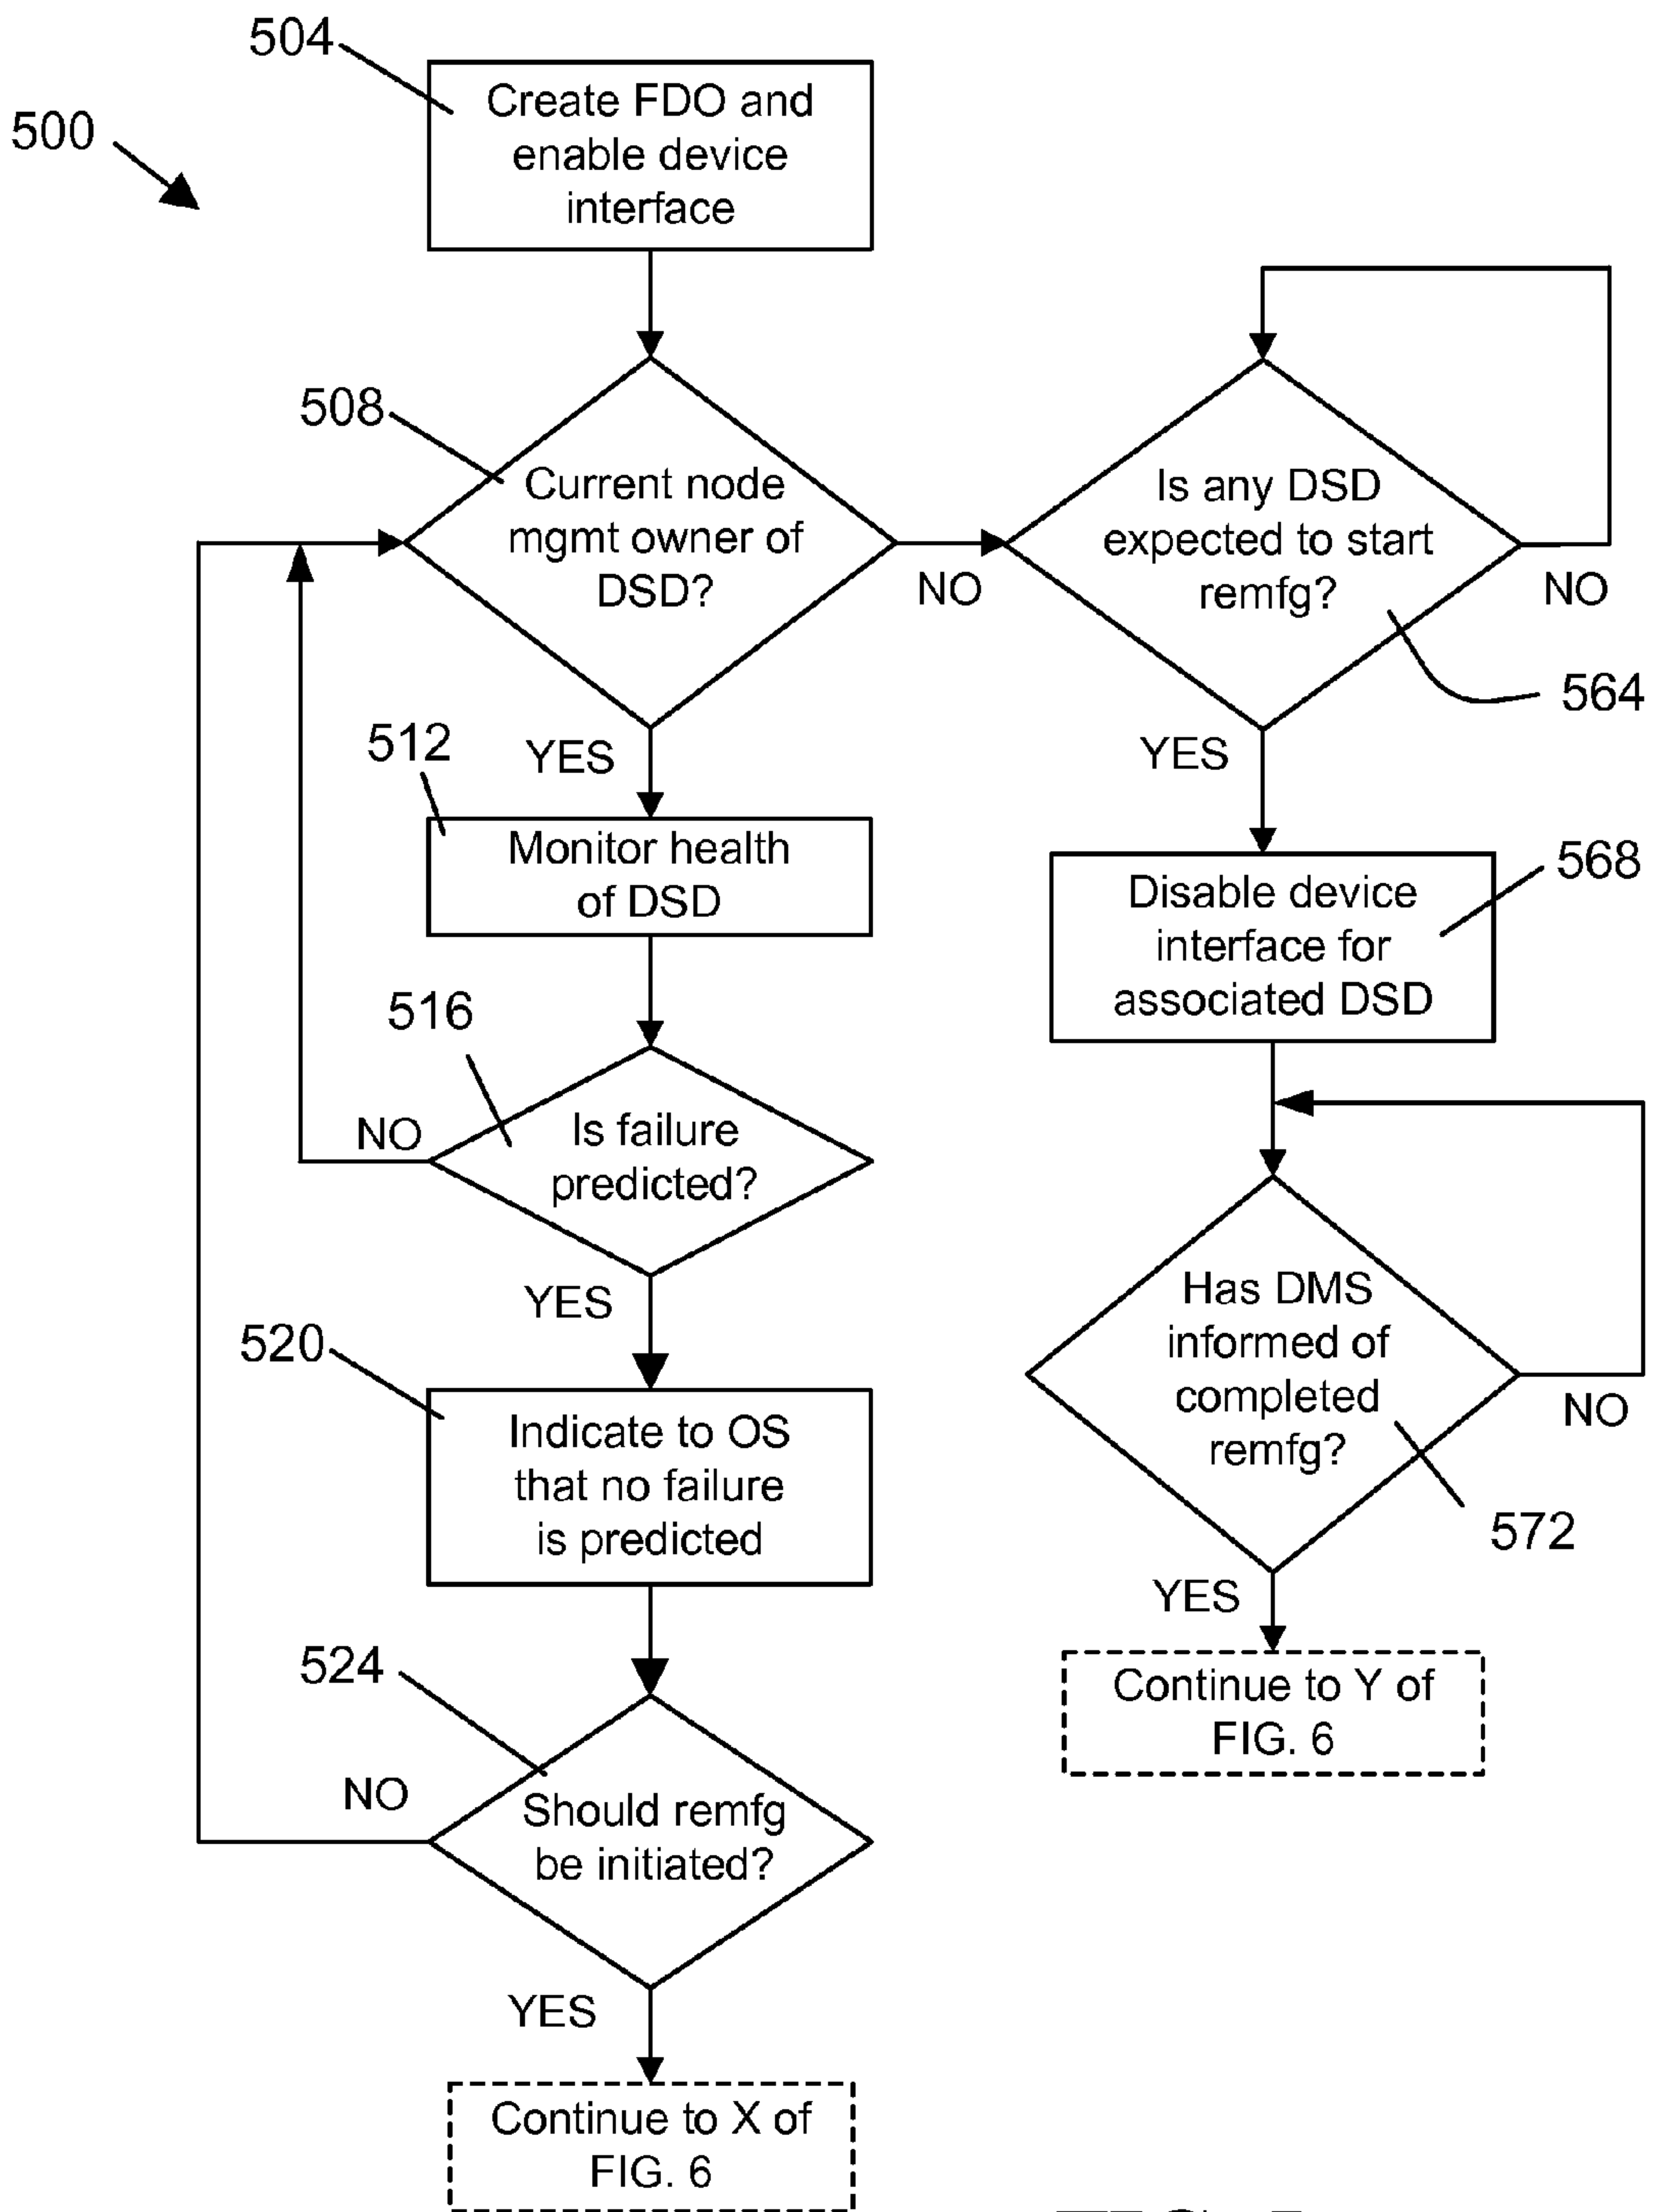 504
Create FDO and
enable device
interface
500
508
Current node
mgmt owner of
DSD?
NO
Is any DSD
expected to start
remfg?
NO
564
YES
512
Monitor health
of DSD
YES
568
Disable device
interface for
associated DSD
516
NO
Is failure
predicted?
YES
520
Indicate to OS
that no failure
is predicted
Has DMS
informed of
completed
remfg?
NO
572
YES
Continue to Y of
FIG. 6
524
NO
Should remfg
be initiated?
YES
Continue to X of
FIG. 6